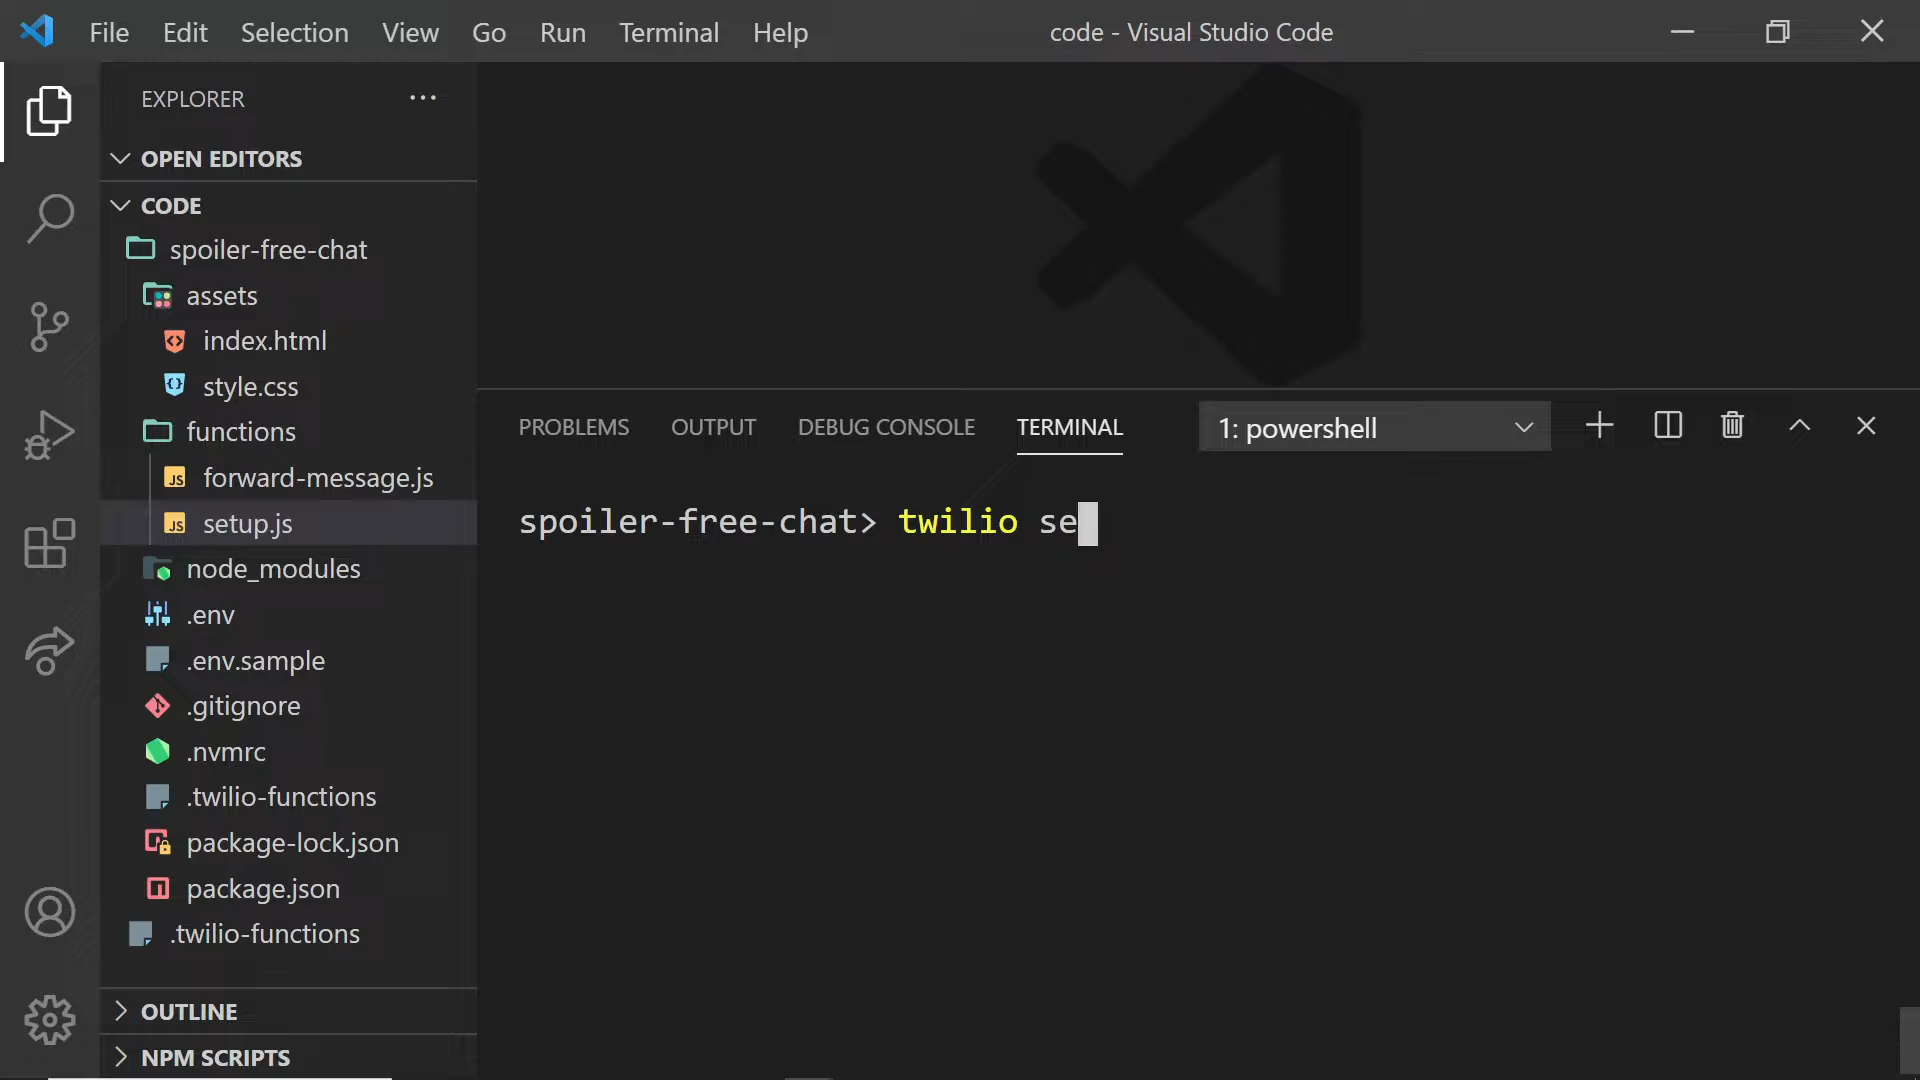 File Edit Selection View Go Run Terminal Help code - Visual Studio Code
EXPLORER ...
OPEN EDITORS
CODE
spoiler-free-chat
assets
index.html
style.css
functions
JS forward-message.js
JS setup.js
node_modules
.env
.env.sample
.gitignore
.nvmrc
.twilio-functions
package-lock.json
package.json
.twilio-functions
OUTLINE
NPM SCRIPTS
PROBLEMS OUTPUT DEBUG CONSOLE TERMINAL 1: powershell
spoiler-free-chat> twilio se